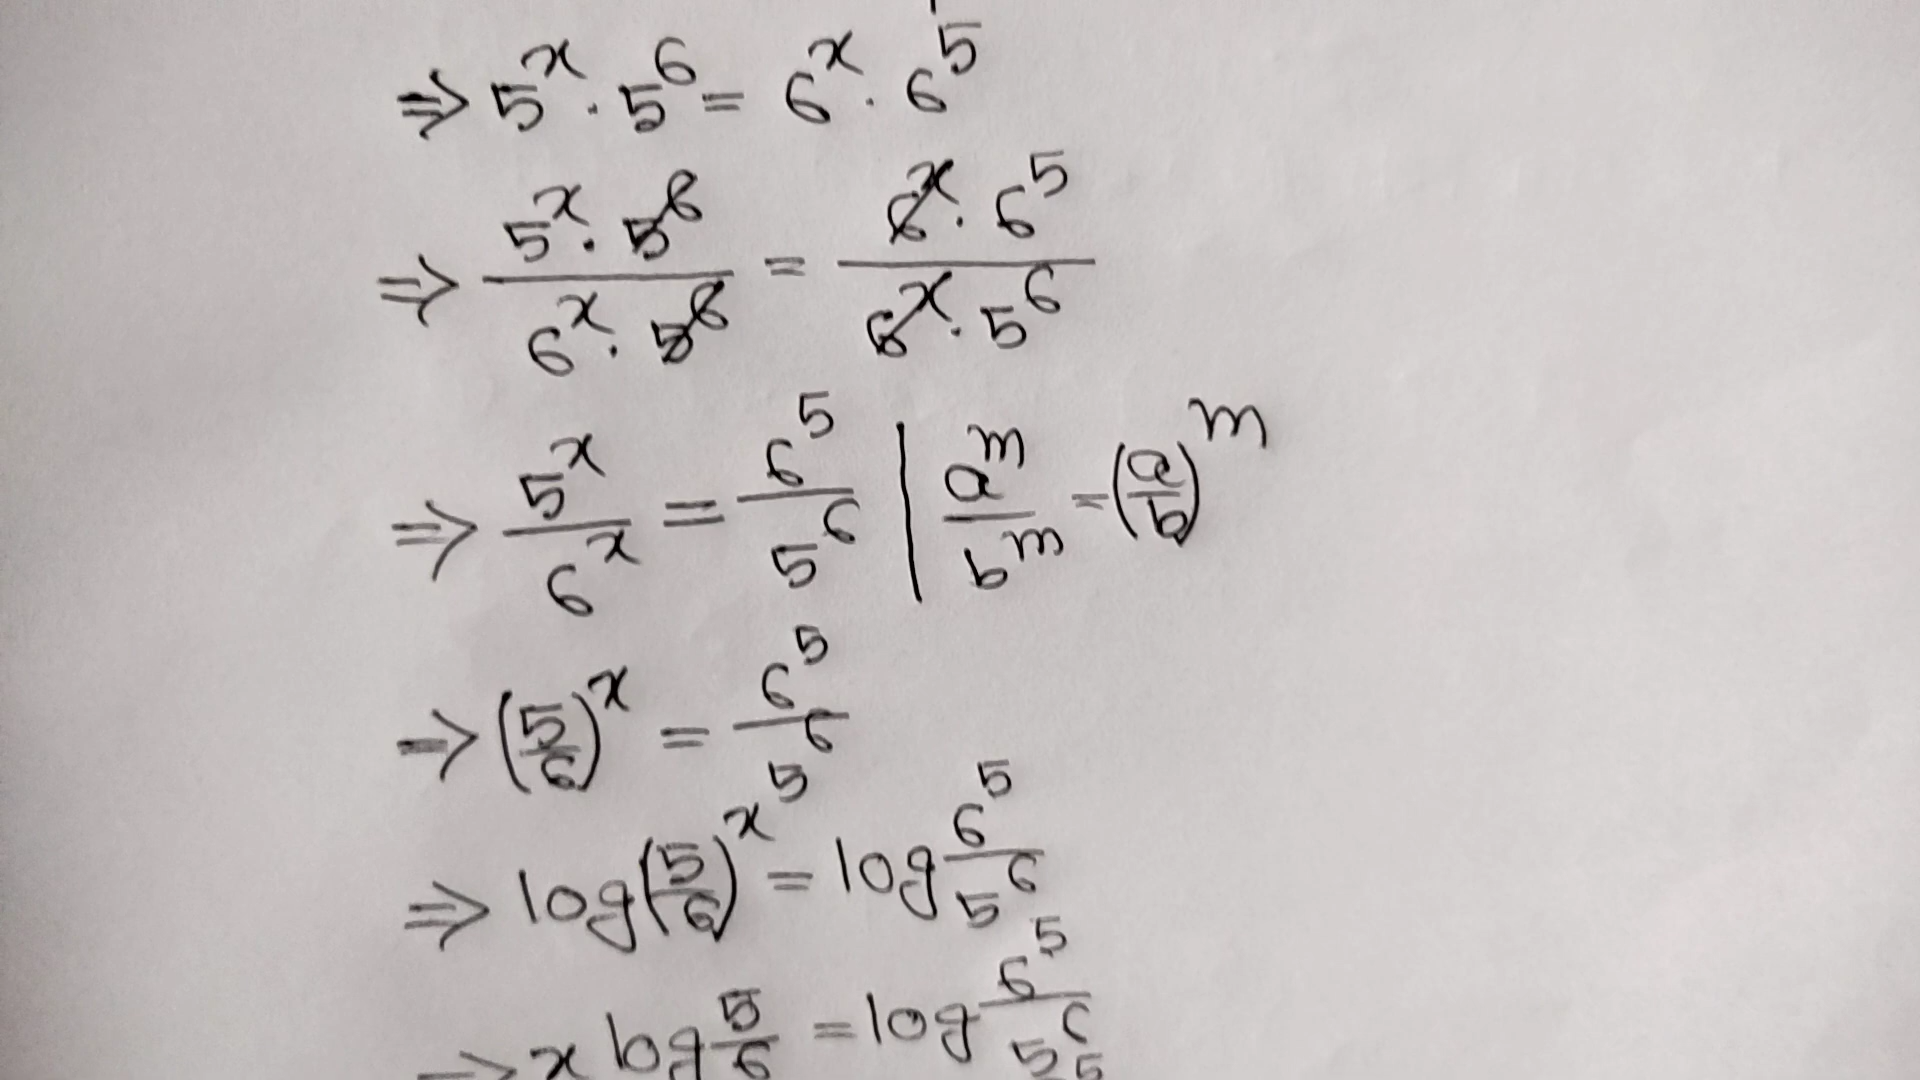 ⇒ 5^x · 5^6 = 6^x · 6^5
⇒ (5^x · 5^6)/(6^x · 5^6) = (6^x · 6^5)/(6^x · 5^6)
⇒ 5^x/6^x = 6^5/5^6 | a^m/b^m = (a/b)^m
⇒ (5/6)^x = 6^5/5^6
⇒ log(5/6)^x = log 6^5/5^6
⇒ x log 5/6 = log 6^5/5^6